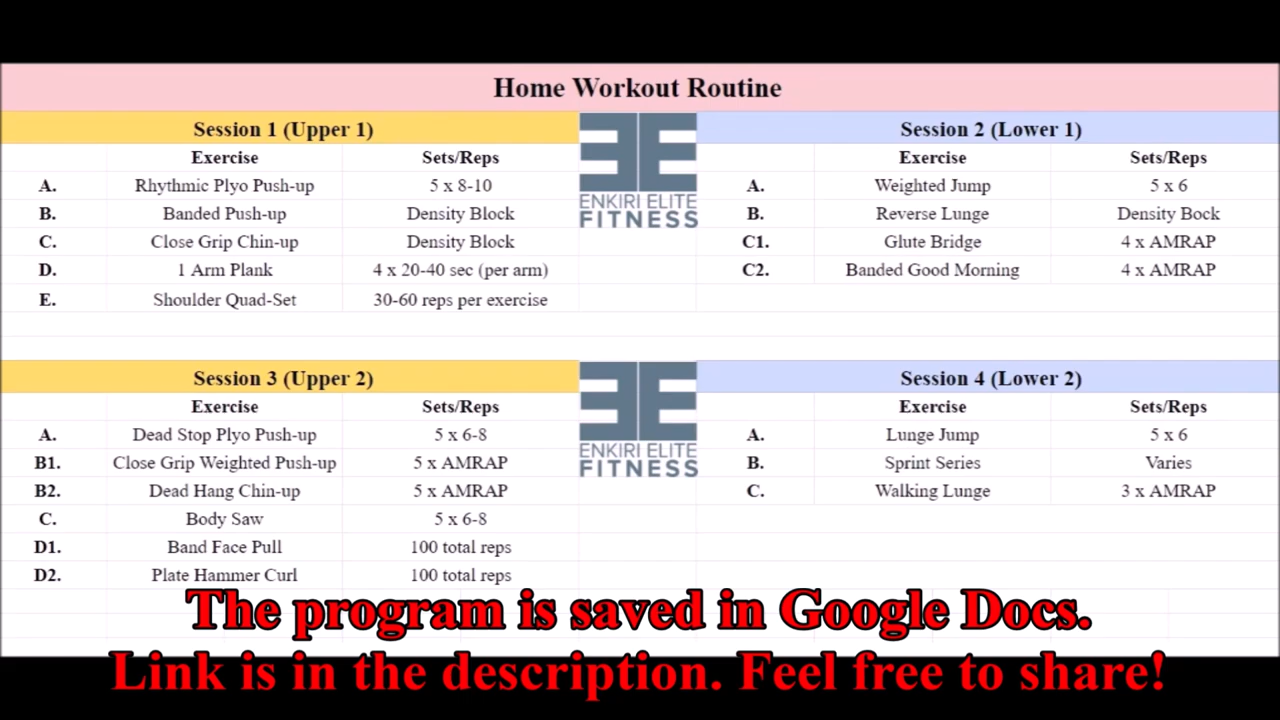 Home Workout Routine
Session 1 (Upper 1)
Exercise Sets/Reps
A. Rhythmic Plyo Push-up 5 x 8-10
B. Banded Push-up Density Block
C. Close Grip Chin-up Density Block
D. 1 Arm Plank 4 x 20-40 sec (per arm)
E. Shoulder Quad-Set 30-60 reps per exercise
ENKIRI ELITE
FITNESS
Session 2 (Lower 1)
Exercise Sets/Reps
A. Weighted Jump 5 x 6
B. Reverse Lunge Density Bock
C1. Glute Bridge 4 x AMRAP
C2. Banded Good Morning 4 x AMRAP
Session 3 (Upper 2)
Exercise Sets/Reps
A. Dead Stop Plyo Push-up 5 x 6-8
B1. Close Grip Weighted Push-up 5 x AMRAP
B2. Dead Hang Chin-up 5 x AMRAP
C. Body Saw 5 x 6-8
D1. Band Face Pull 100 total reps
D2. Plate Hammer Curl 100 total reps
ENKIRI ELITE
FITNESS
Session 4 (Lower 2)
Exercise Sets/Reps
A. Lunge Jump 5 x 6
B. Sprint Series Varies
C. Walking Lunge 3 x AMRAP
The program is saved in Google Docs.
Link is in the description. Feel free to share!